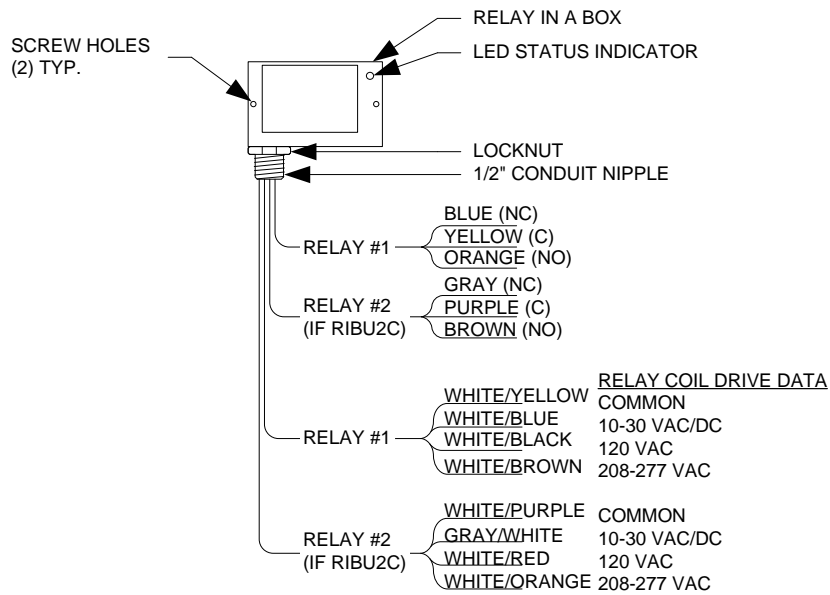 RELAY IN A BOX
SCREW HOLES
(2) TYP.
LED STATUS INDICATOR
LOCKNUT
1/2" CONDUIT NIPPLE
BLUE (NC)
RELAY #1
YELLOW (C)
ORANGE (NO)
GRAY (NC)
RELAY #2
(IF RIBU2C)
PURPLE (C)
BROWN (NO)
RELAY COIL DRIVE DATA
RELAY #1
WHITE/YELLOW COMMON
WHITE/BLUE 10-30 VAC/DC
WHITE/BLACK 120 VAC
WHITE/BROWN 208-277 VAC
RELAY #2
(IF RIBU2C)
WHITE/PURPLE COMMON
GRAY/WHITE 10-30 VAC/DC
WHITE/RED 120 VAC
WHITE/ORANGE 208-277 VAC